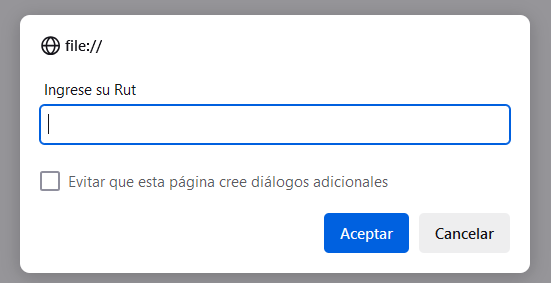 file://
Ingrese su Rut
Evitar que esta página cree diálogos adicionales
Aceptar Cancelar